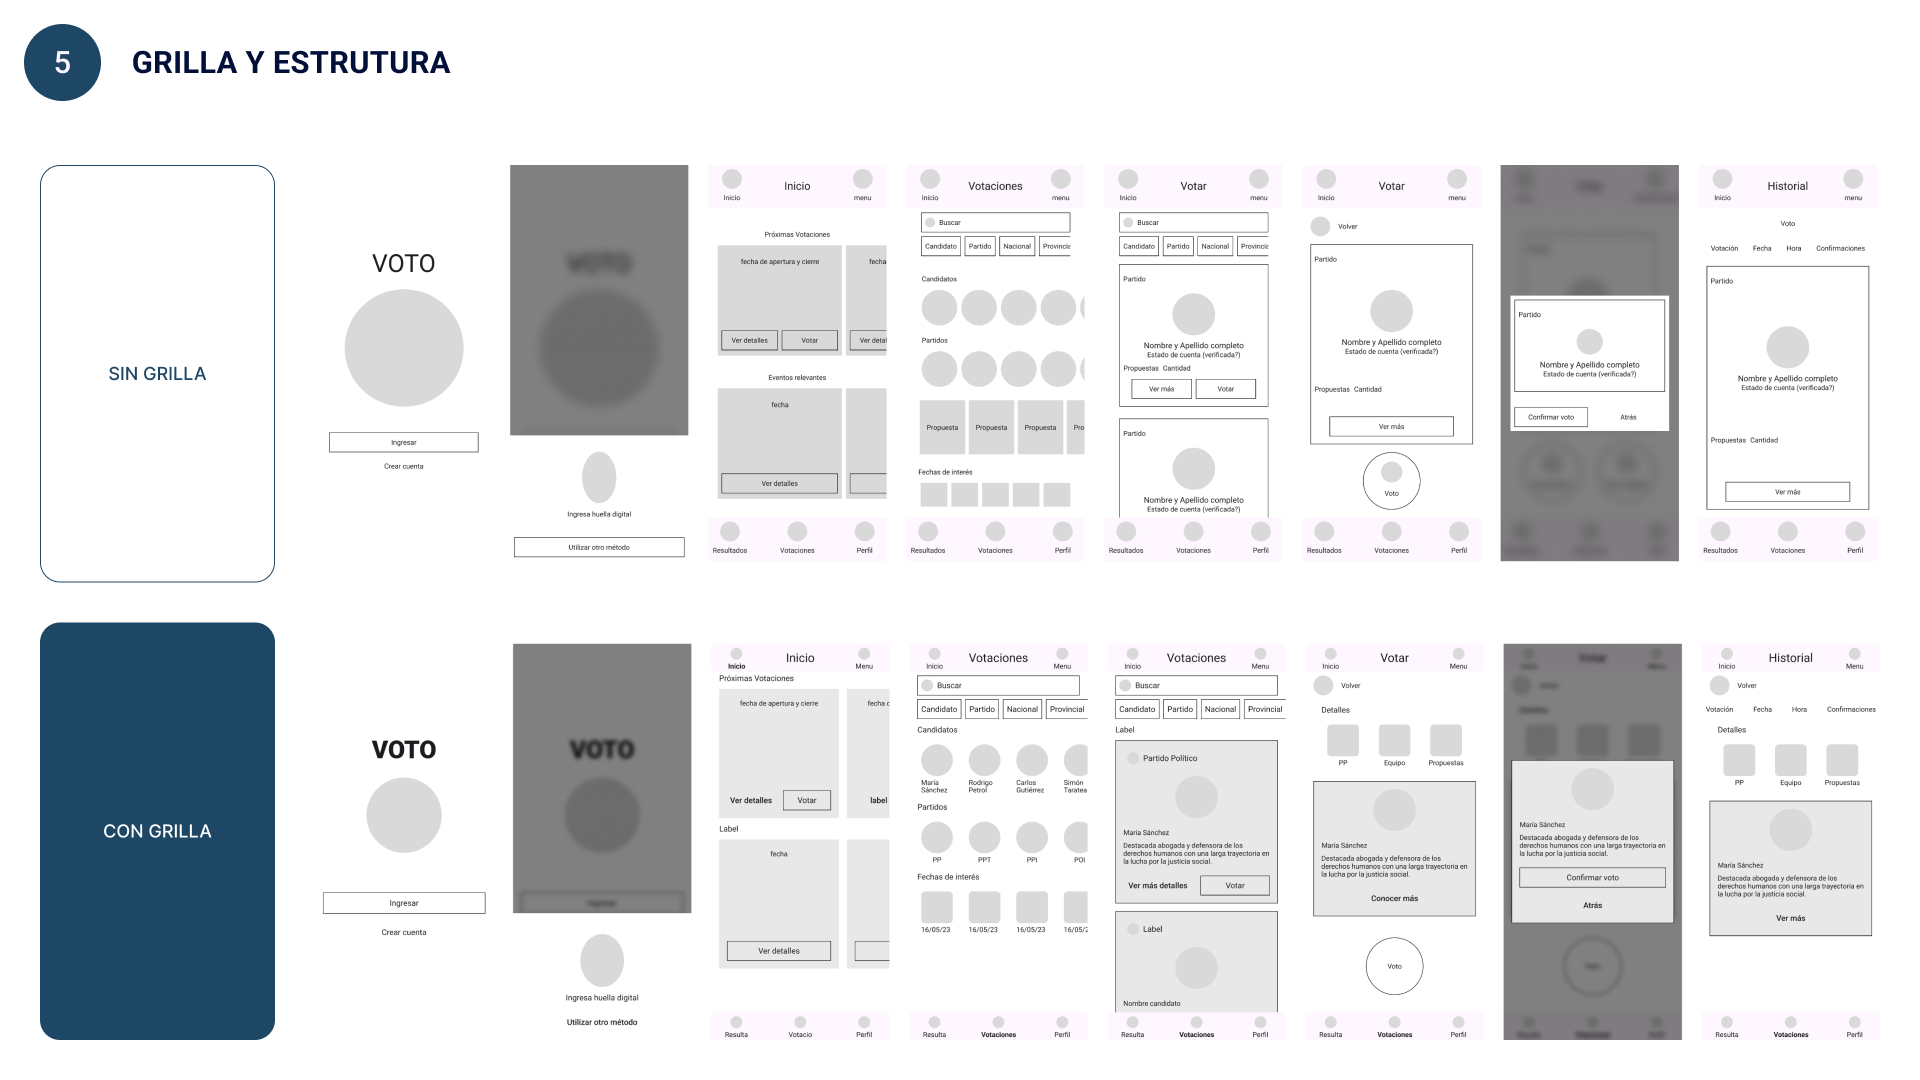 5
GRILLA Y ESTRUTURA
SIN GRILLA
VOTO
Ingresar
Crear cuenta
VOTO
Ingresa huella digital
Utilizar otro método
Inicio
Inicio
menu
Próximas Votaciones
fecha de apertura y cierre
fecha
Ver detalles
Votar
Ver detal
Eventos relevantes
fecha
Ver detalles
Resultados
Votaciones
Perfil
Votaciones
Inicio
menu
Buscar
Candidato
Partido
Nacional
Provincia
Candidatos
Partidos
Propuesta
Propuesta
Propuesta
Pro
Fechas de interés
Resultados
Votaciones
Perfil
Votar
Inicio
menu
Buscar
Candidato
Partido
Nacional
Provincia
Partido
Nombre y Apellido completo
Estado de cuenta (verificada?)
Propuestas Cantidad
Ver más
Votar
Partido
Nombre y Apellido completo
Estado de cuenta (verificada?)
Resultados
Votaciones
Perfil
Votar
Inicio
menu
Volver
Partido
Nombre y Apellido completo
Estado de cuenta (verificada?)
Propuestas Cantidad
Ver más
Voto
Resultados
Votaciones
Perfil
Partido
Nombre y Apellido completo
Estado de cuenta (verificada?)
Confirmar voto
Atrás
Historial
Inicio
menu
Voto
Votación
Fecha
Hora
Confirmaciones
Partido
Nombre y Apellido completo
Estado de cuenta (verificada?)
Propuestas Cantidad
Ver más
Resultados
Votaciones
Perfil
CON GRILLA
VOTO
Ingresar
Crear cuenta
VOTO
Ingresar
Ingresa huella digital
Utilizar otro método
Inicio
Inicio
Menu
Próximas Votaciones
fecha de apertura y cierre
fecha c
Ver detalles
Votar
label
Label
fecha
Ver detalles
Resulta
Votacio
Perfil
Votaciones
Inicio
Menu
Buscar
Candidato
Partido
Nacional
Provincial
Candidatos
María
Sánchez
Rodrigo
Petrol
Carlos
Gutiérrez
Simón
Taratea
Partidos
PP
PPT
PPI
POI
Fechas de interés
16/05/23
16/05/23
16/05/23
16/05/2
Resulta
Votaciones
Perfil
Votaciones
Inicio
Menu
Buscar
Candidato
Partido
Nacional
Provincial
Label
Partido Político
María Sánchez
Destacada abogada y defensora de los
derechos humanos con una larga trayectoria en
la lucha por la justicia social.
Ver más detalles
Votar
Label
Nombre candidato
Resulta
Votaciones
Perfil
Votar
Inicio
Menu
Volver
Detalles
PP
Equipo
Propuestas
María Sánchez
Destacada abogada y defensora de los
derechos humanos con una larga trayectoria en
la lucha por la justicia social.
Conocer más
Voto
Resulta
Votaciones
Perfil
Votar
María Sánchez
Destacada abogada y defensora de los
derechos humanos con una larga trayectoria en
la lucha por la justicia social.
Confirmar voto
Atrás
Historial
Inicio
Menu
Volver
Votación
Fecha
Hora
Confirmaciones
Detalles
PP
Equipo
Propuestas
María Sánchez
Destacada abogada y defensora de los
derechos humanos con una larga trayectoria en
la lucha por la justicia social.
Ver más
Resulta
Votaciones
Perfil